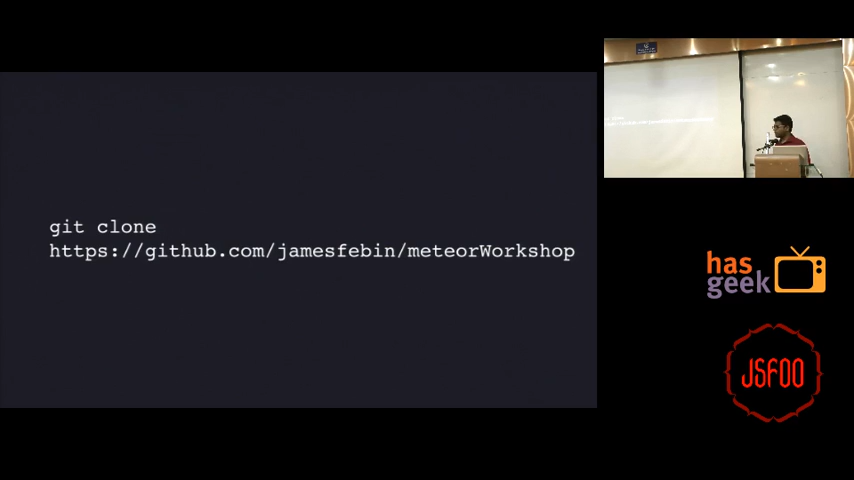 git clone
https://github.com/jamesfebin/meteorWorkshop
has
geek
JSFOO